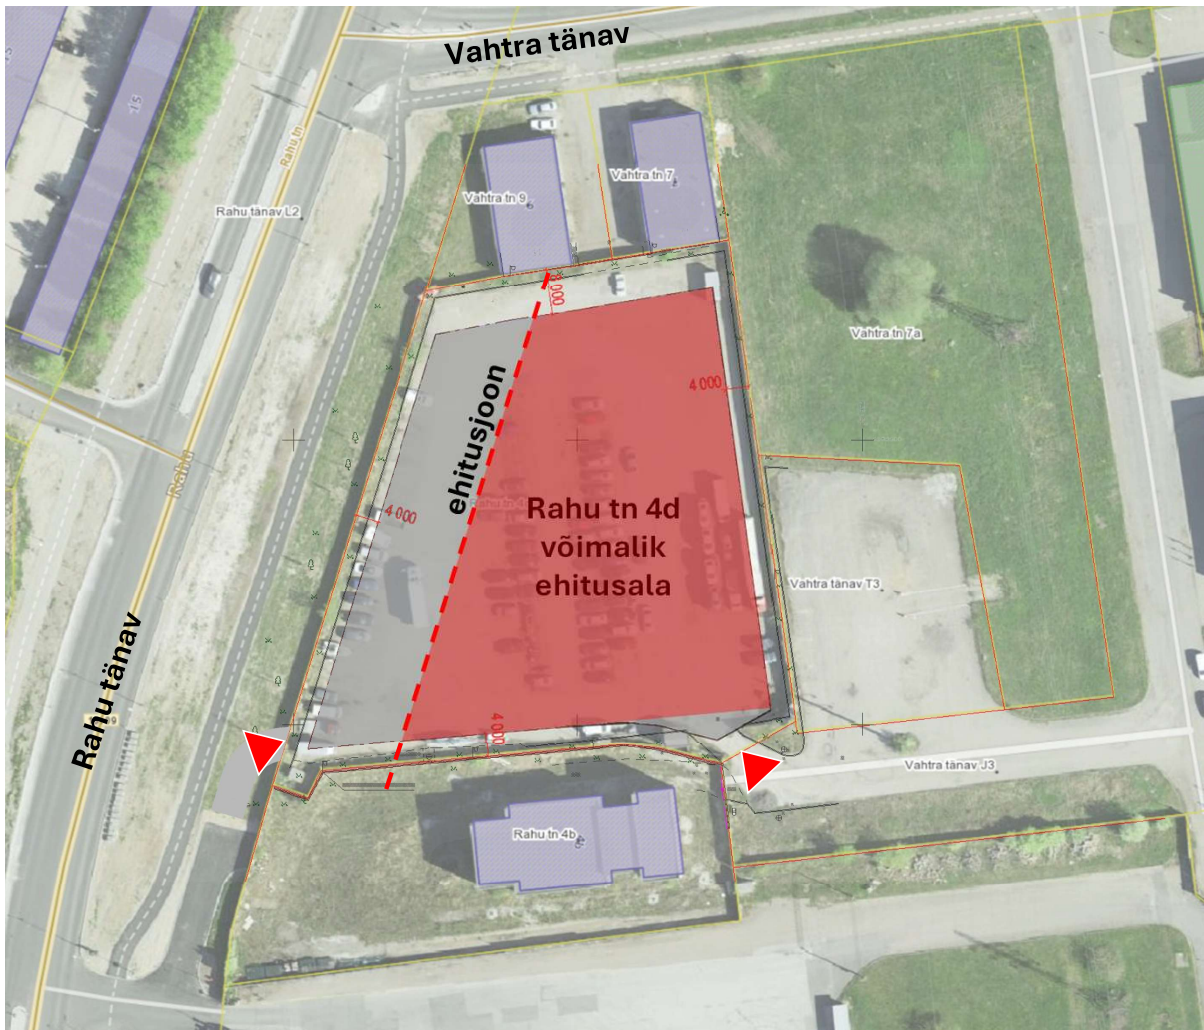 Vahtra tänav
Rahu tn
Vahtra tn 9
Vahtra tn 7
Rahu tänav L2
8 000
Vahtra tn 7a
4 000
ehitusjoon
Rahu
4 000
Rahu tn 4d
võimalik
ehitusala
Vahtra tänav T3
Rahu tänav
4 000
Vahtra tänav J3
Rahu tn 4b